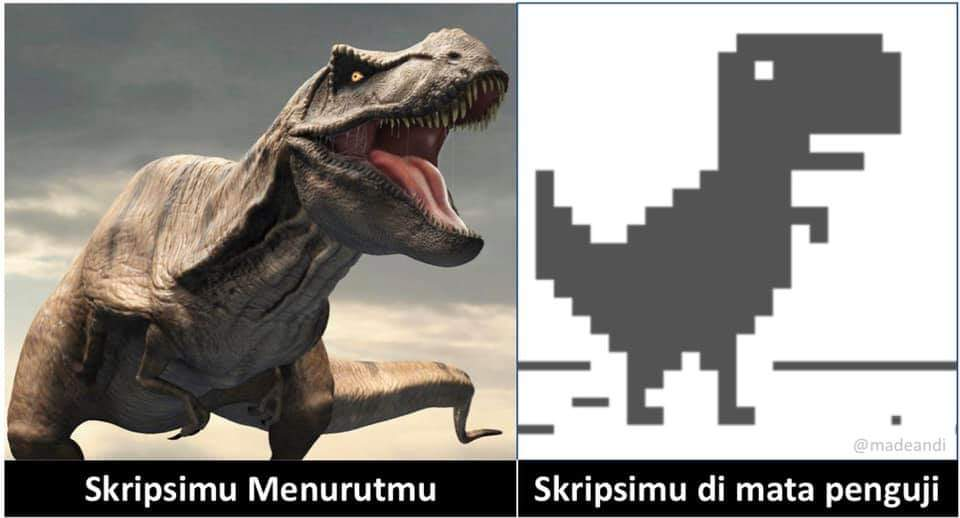 @madeandi
Skripsimu Menurutmu
Skripsimu di mata penguji